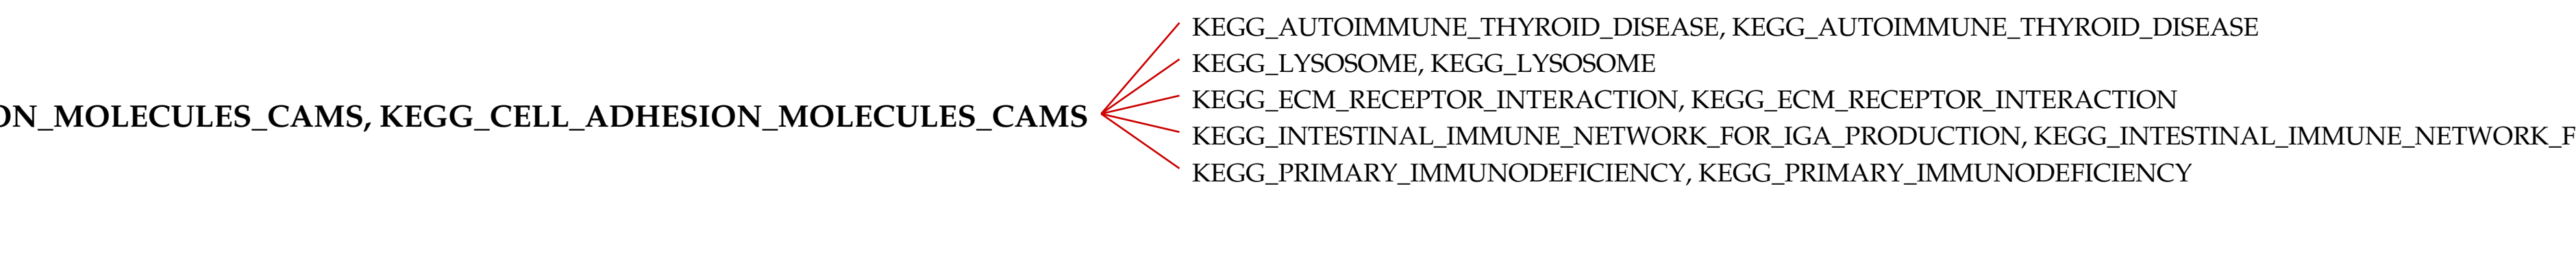 KEGG_AUTOIMMUNE_THYROID_DISEASE, KEGG_AUTOIMMUNE_THYROID_DISEASE
KEGG_LYSOSOME, KEGG_LYSOSOME
KEGG_ECM_RECEPTOR_INTERACTION, KEGG_ECM_RECEPTOR_INTERACTION
ON_MOLECULES_CAMS, KEGG_CELL_ADHESION_MOLECULES_CAMS
KEGG_INTESTINAL_IMMUNE_NETWORK_FOR_IGA_PRODUCTION, KEGG_INTESTINAL_IMMUNE_NETWORK_F
KEGG_PRIMARY_IMMUNODEFICIENCY, KEGG_PRIMARY_IMMUNODEFICIENCY